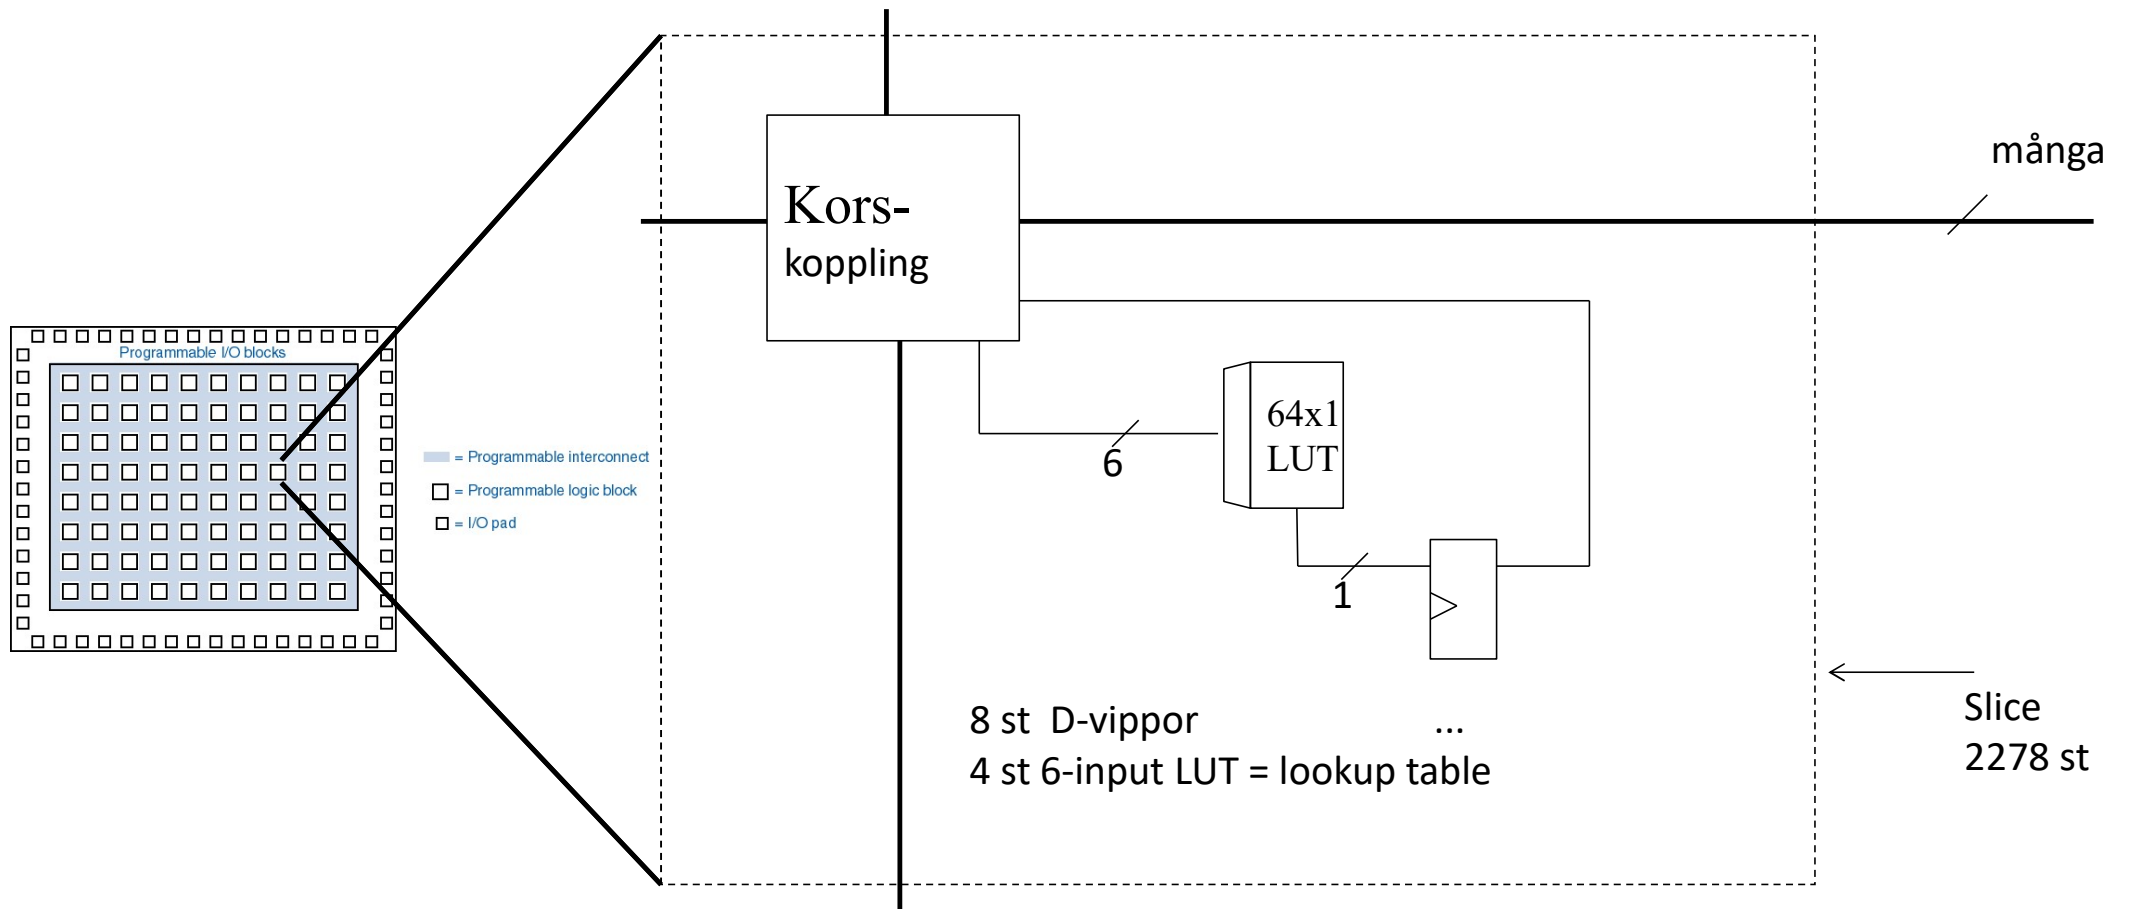 många
Kors-
koppling
Programmable I/O blocks
64x1
LUT
= Programmable interconnect
6
= Programmable logic block
= I/O pad
1
8 st D-vippor ...
4 st 6-input LUT = lookup table
Slice
2278 st